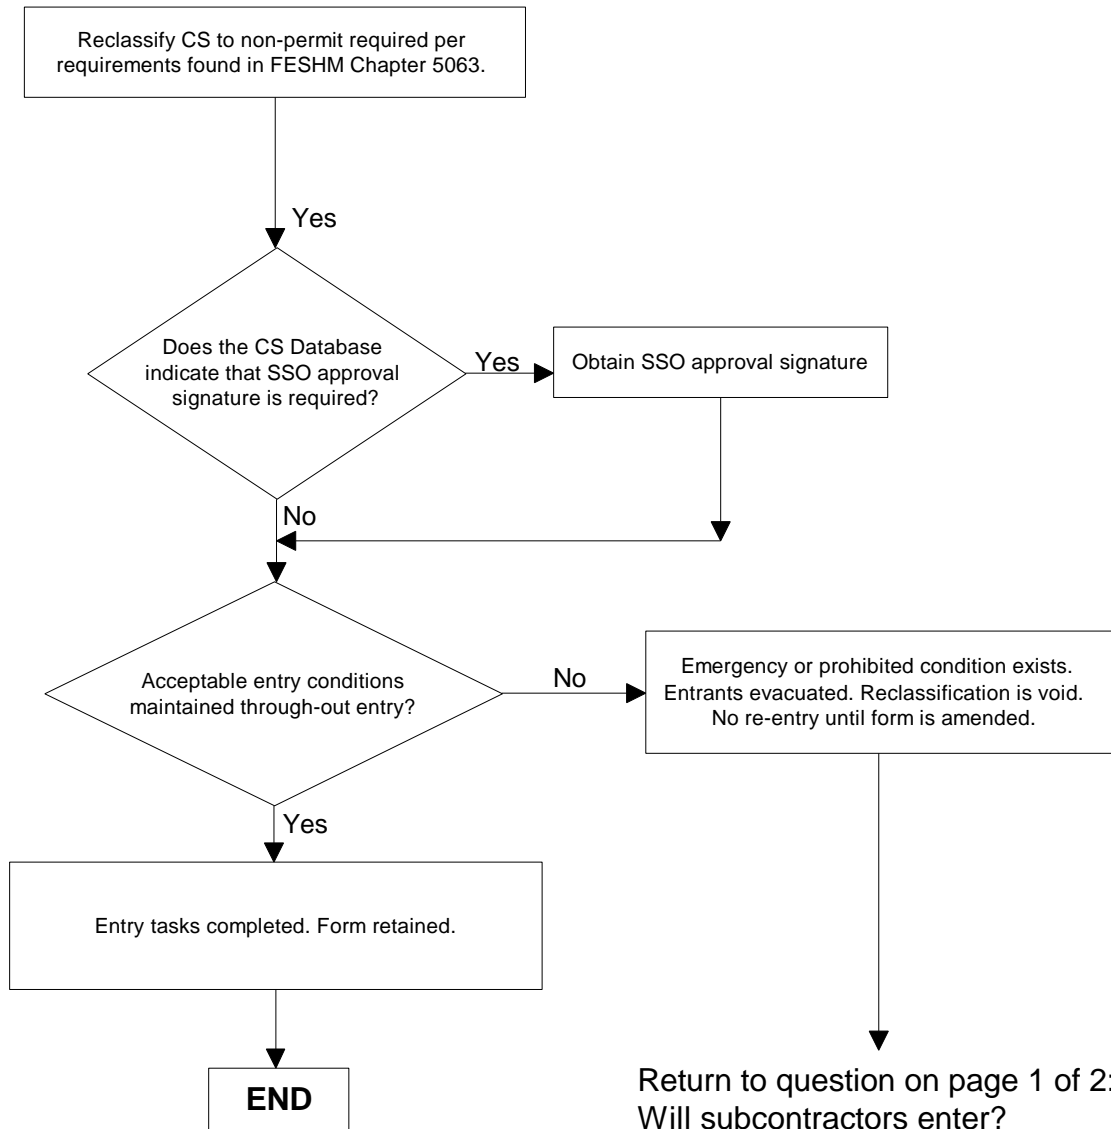 Reclassify CS to non-permit required per
requirements found in FESHM Chapter 5063.
Yes
Does the CS Database
indicate that SSO approval
signature is required?
Yes
Obtain SSO approval signature
No
Acceptable entry conditions
maintained through-out entry?
No
Emergency or prohibited condition exists.
Entrants evacuated. Reclassification is void.
No re-entry until form is amended.
Yes
Entry tasks completed. Form retained.
END
Return to question on page 1 of 2:
Will subcontractors enter?